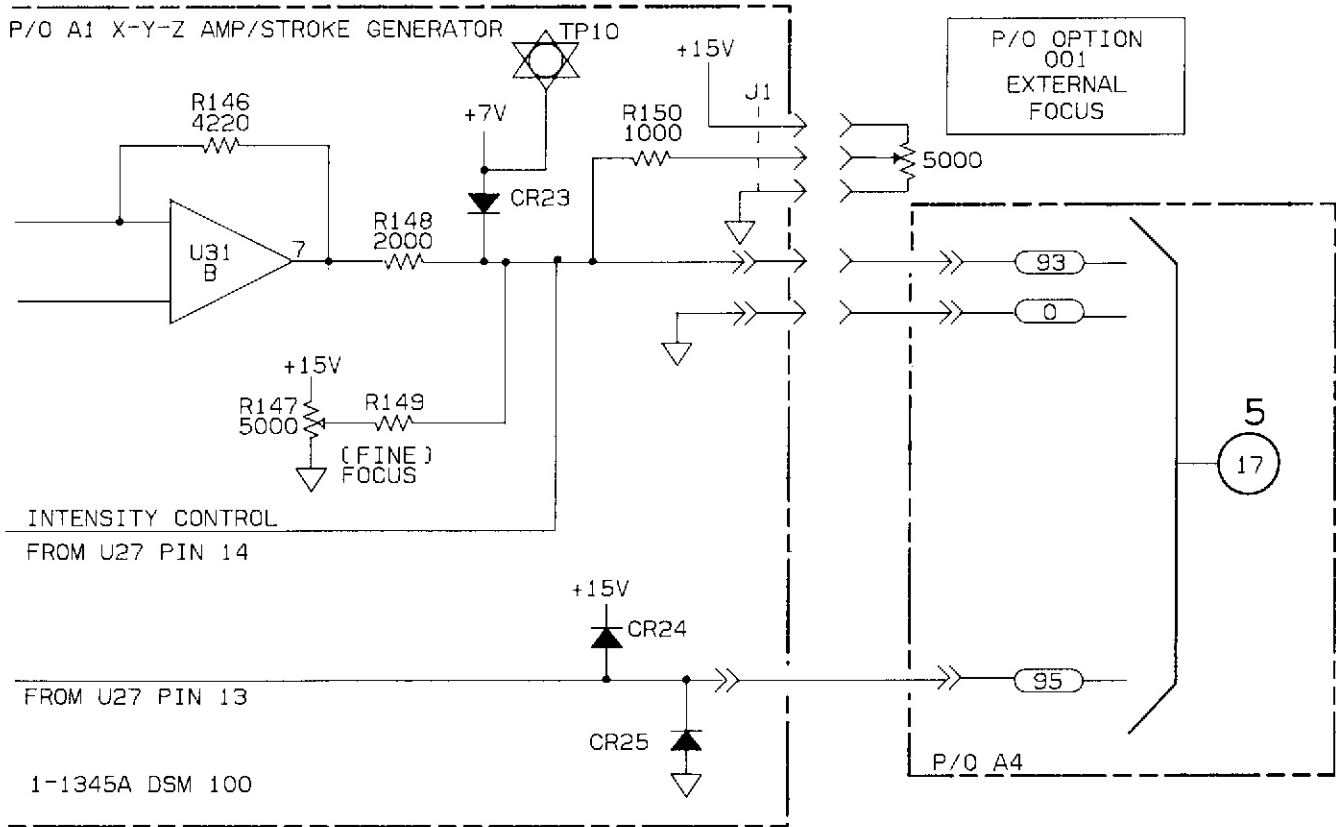 P/O A1 X-Y-Z AMP/STROKE GENERATOR
TP10
+15V
P/O OPTION
001
EXTERNAL
FOCUS
R146
4220
+7V
R150
1000
J1
5000
CR23
R148
2000
U31
B
7
93
0
+15V
R147
5000
R149
(FINE)
FOCUS
5
17
INTENSITY CONTROL
FROM U27 PIN 14
+15V
CR24
FROM U27 PIN 13
95
CR25
P/O A4
1-1345A DSM 100